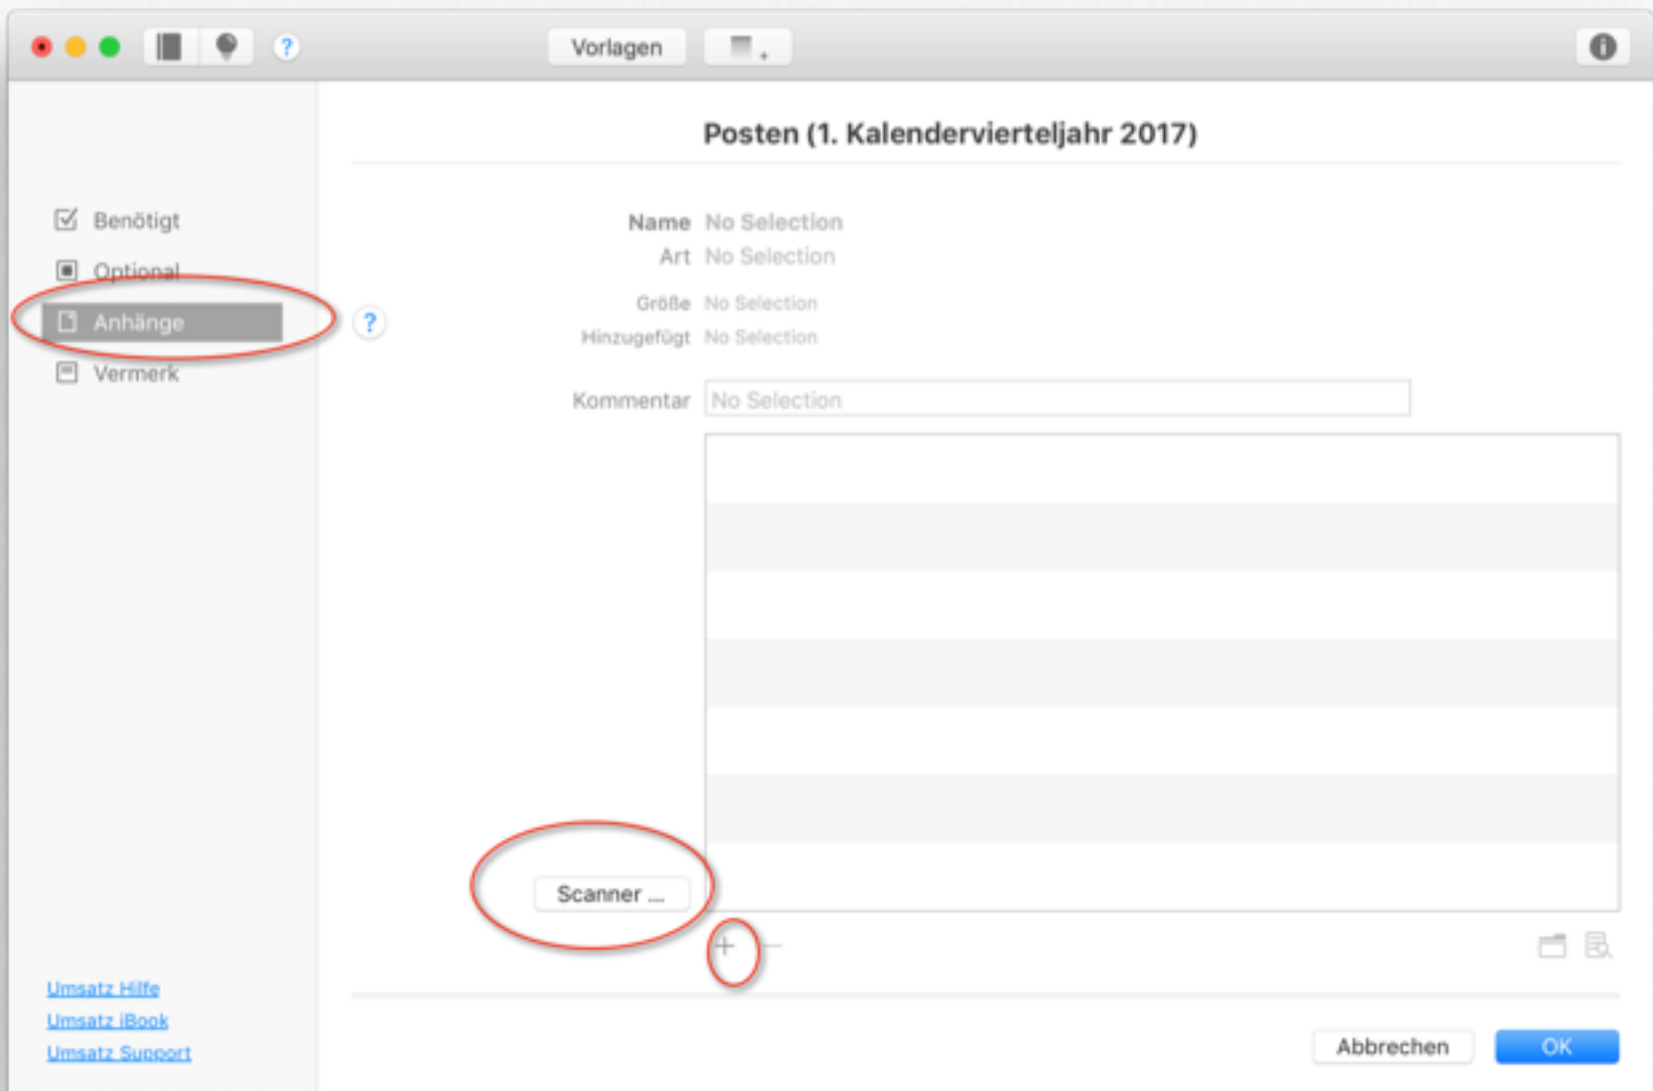 Vorlagen
Posten (1. Kalendervierteljahr 2017)
Benötigt
Optional
Anhänge
Vermerk
Name No Selection
Art No Selection
Größe No Selection
Hinzugefügt No Selection
Kommentar No Selection
Scanner ...
Umsatz Hilfe
Umsatz iBook
Umsatz Support
Abbrechen OK